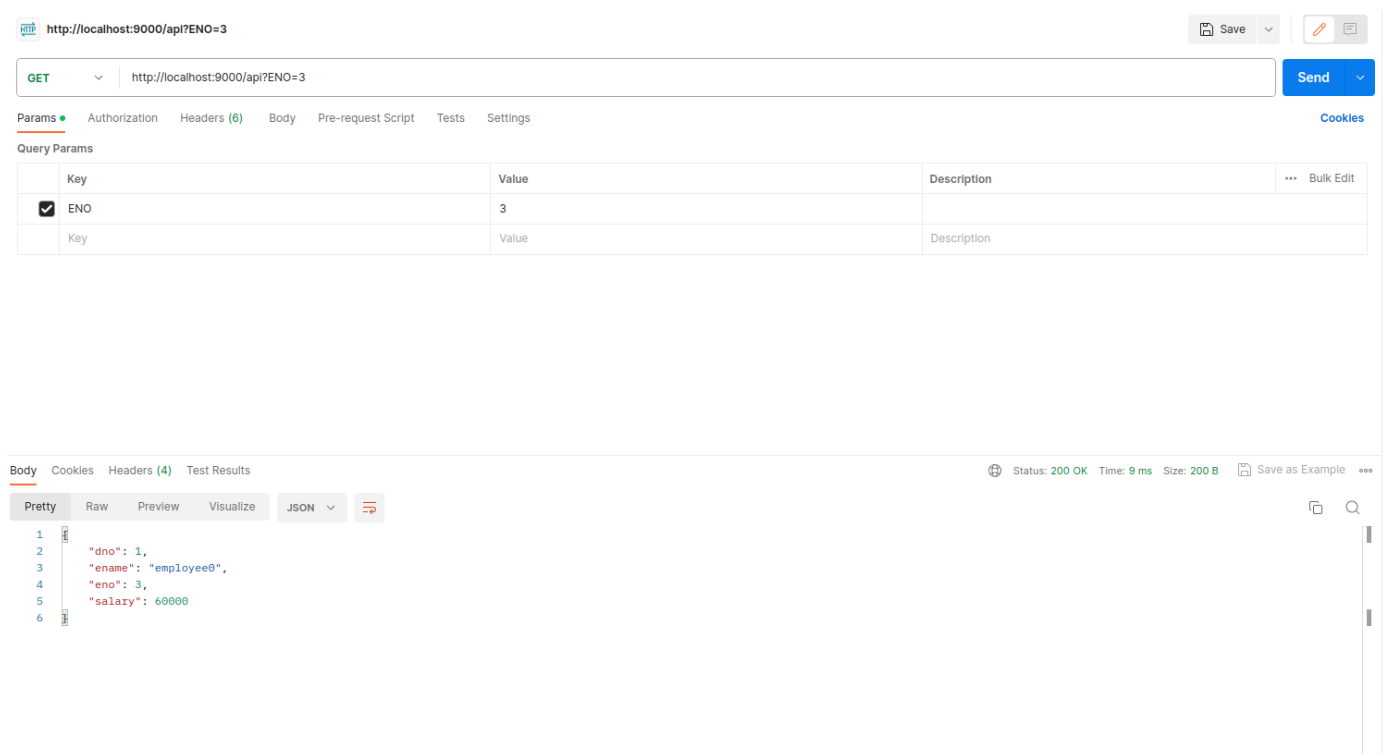 HTTP http://localhost:9000/api?ENO=3 Save
GET http://localhost:9000/api?ENO=3 Send
Params Authorization Headers (6) Body Pre-request Script Tests Settings Cookies
Query Params
Key Value Description ••• Bulk Edit
ENO 3
Key Value Description
Body Cookies Headers (4) Test Results Status: 200 OK Time: 9 ms Size: 200 B Save as Example
Pretty Raw Preview Visualize JSON
1 {
2 "dno": 1,
3 "ename": "employee0",
4 "eno": 3,
5 "salary": 60000
6 }